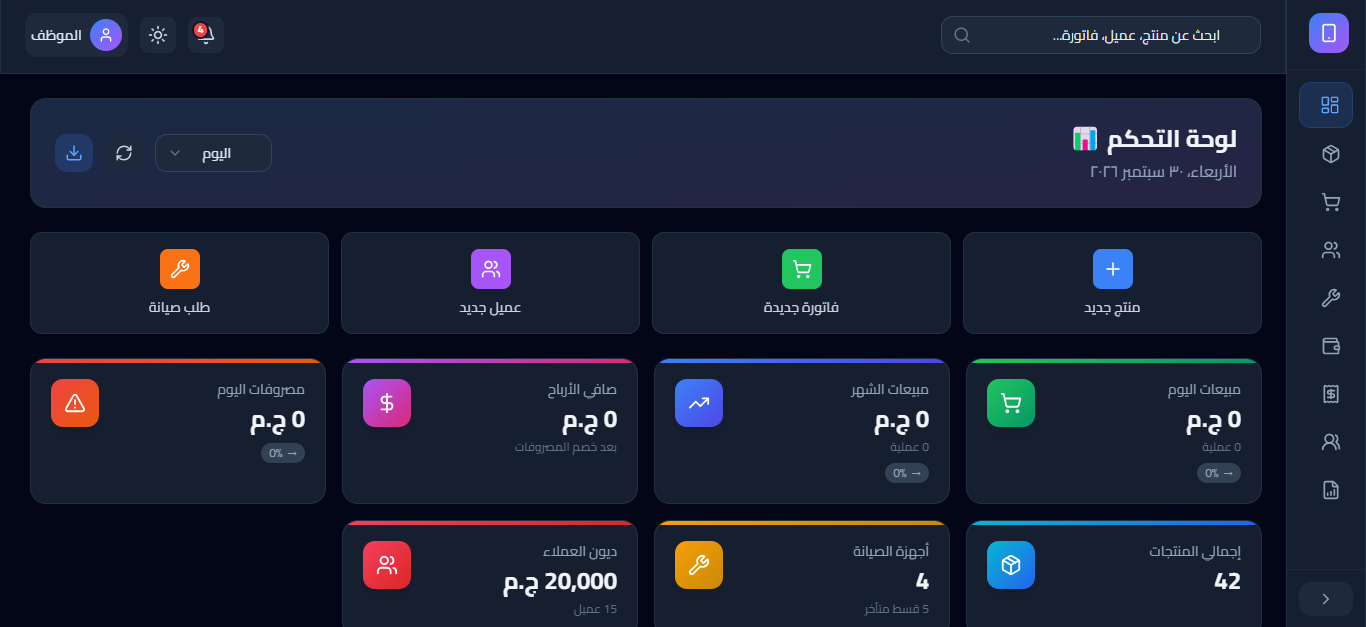 ابحث عن منتج، عميل، فاتورة...
4
الموظف
لوحة التحكم
الأربعاء، ٣٠ سبتمبر ٢٠٢٦
اليوم
منتج جديد
فاتورة جديدة
عميل جديد
طلب صيانة
مبيعات اليوم
0 ج.م
0 عملية
→ 0%
مبيعات الشهر
0 ج.م
0 عملية
→ 0%
صافي الأرباح
0 ج.م
بعد خصم المصروفات
مصروفات اليوم
0 ج.م
→ 0%
إجمالي المنتجات
42
أجهزة الصيانة
4
5 قسط متأخر
ديون العملاء
20,000 ج.م
15 عميل